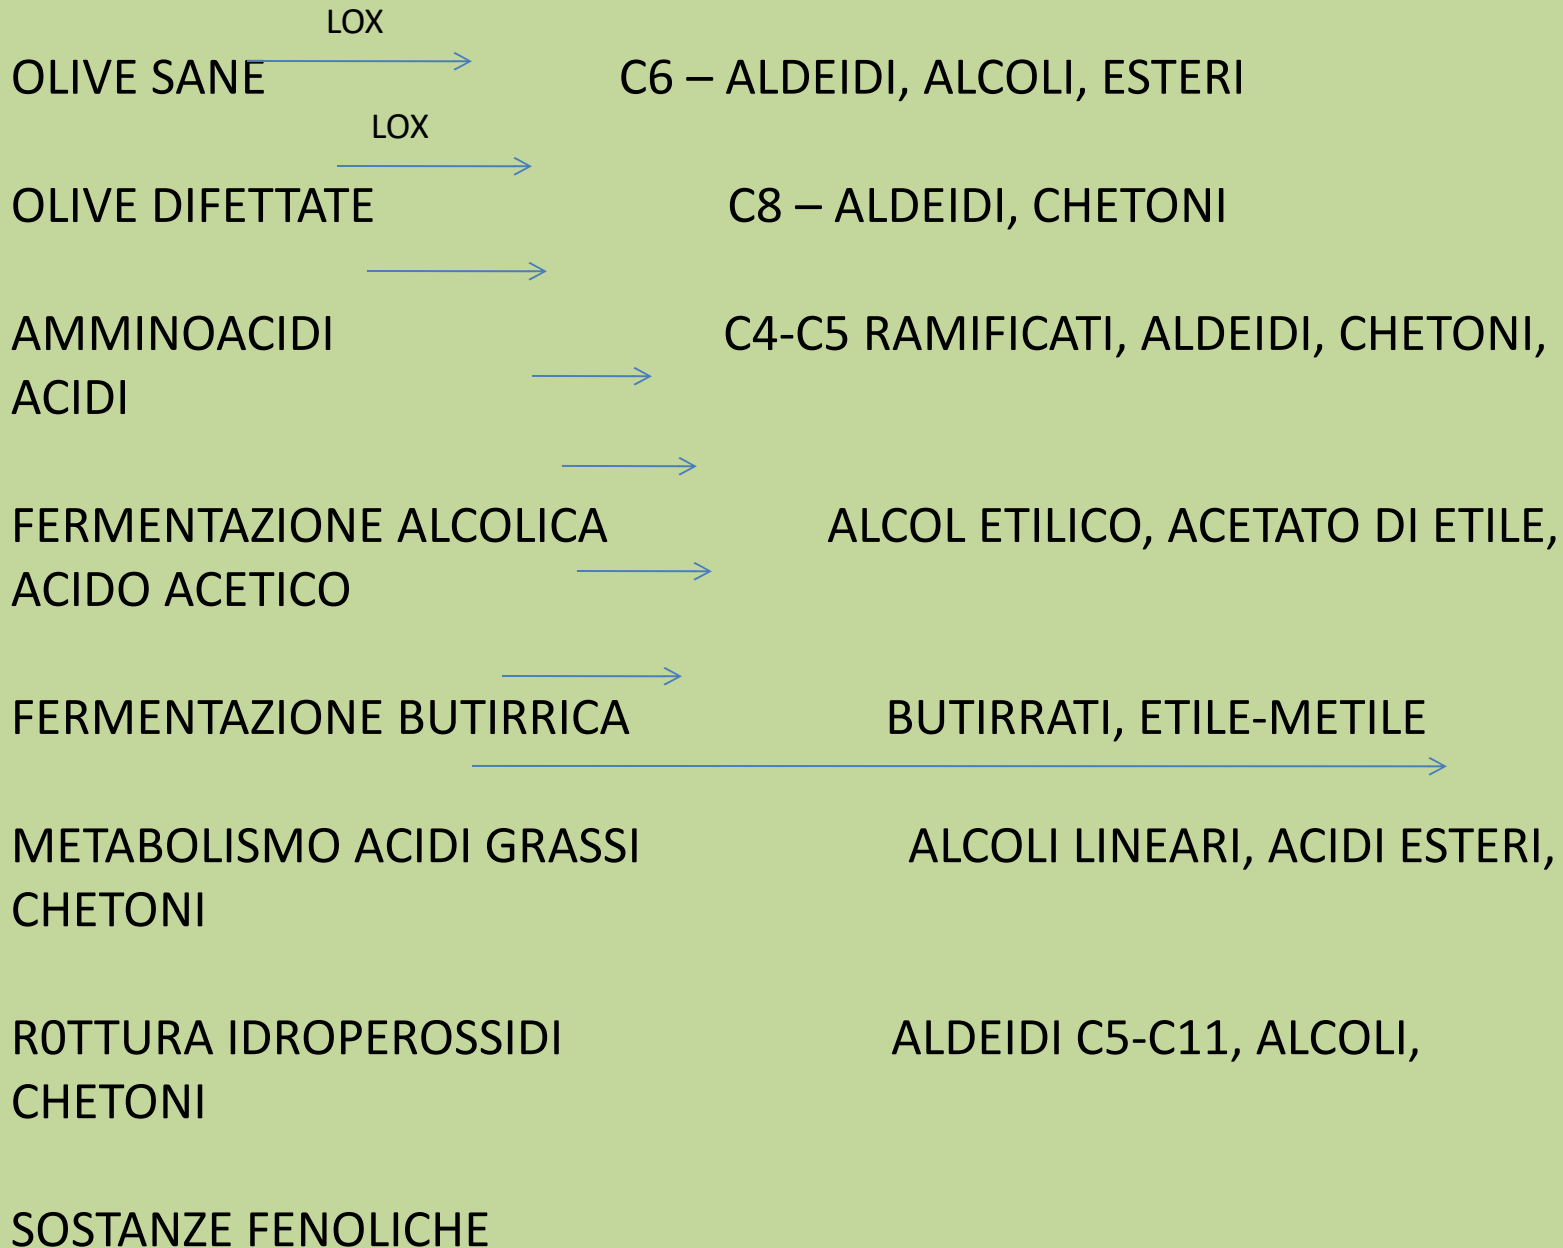 LOX
OLIVE SANE C6 – ALDEIDI, ALCOLI, ESTERI
LOX
OLIVE DIFETTATE C8 – ALDEIDI, CHETONI
AMMINOACIDI C4-C5 RAMIFICATI, ALDEIDI, CHETONI,
ACIDI
FERMENTAZIONE ALCOLICA ALCOL ETILICO, ACETATO DI ETILE,
ACIDO ACETICO
FERMENTAZIONE BUTIRRICA BUTIRRATI, ETILE-METILE
METABOLISMO ACIDI GRASSI ALCOLI LINEARI, ACIDI ESTERI,
CHETONI
R0TTURA IDROPEROSSIDI ALDEIDI C5-C11, ALCOLI,
CHETONI
SOSTANZE FENOLICHE